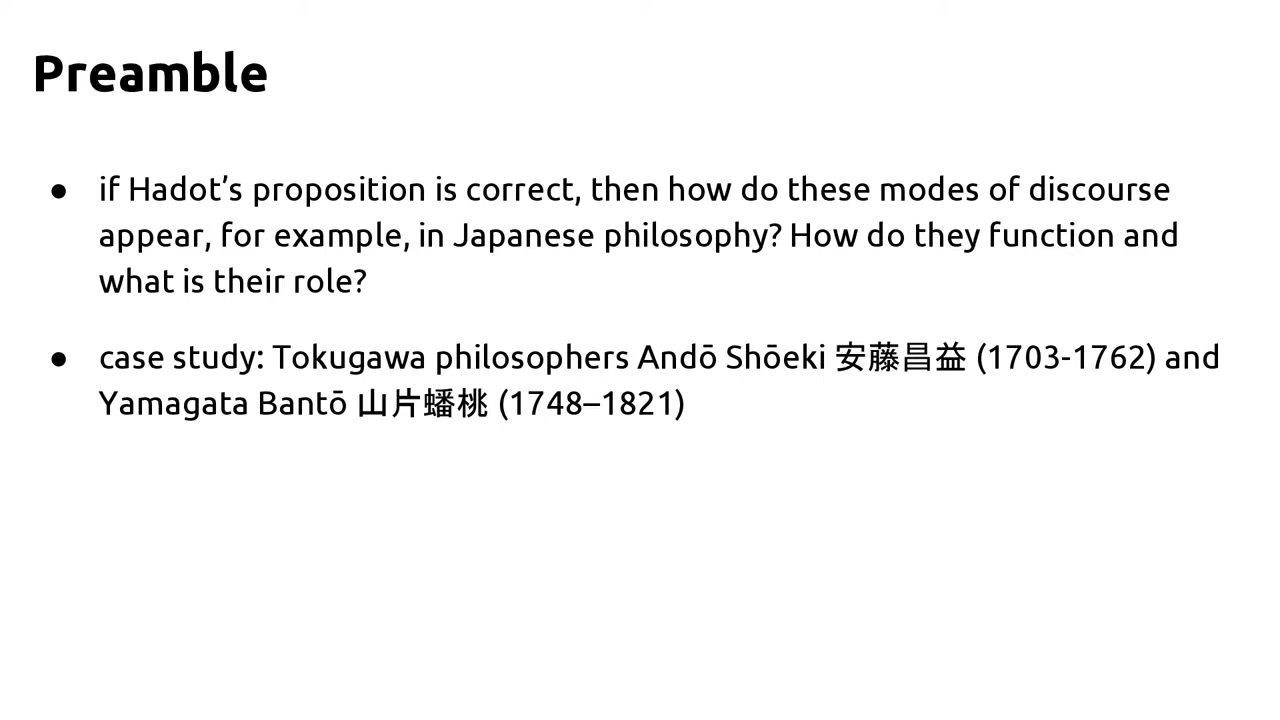 Preamble
● if Hadot’s proposition is correct, then how do these modes of discourse
appear, for example, in Japanese philosophy? How do they function and
what is their role?
● case study: Tokugawa philosophers Andō Shōeki 安藤昌益 (1703-1762) and
Yamagata Bantō 山片蟠桃 (1748–1821)